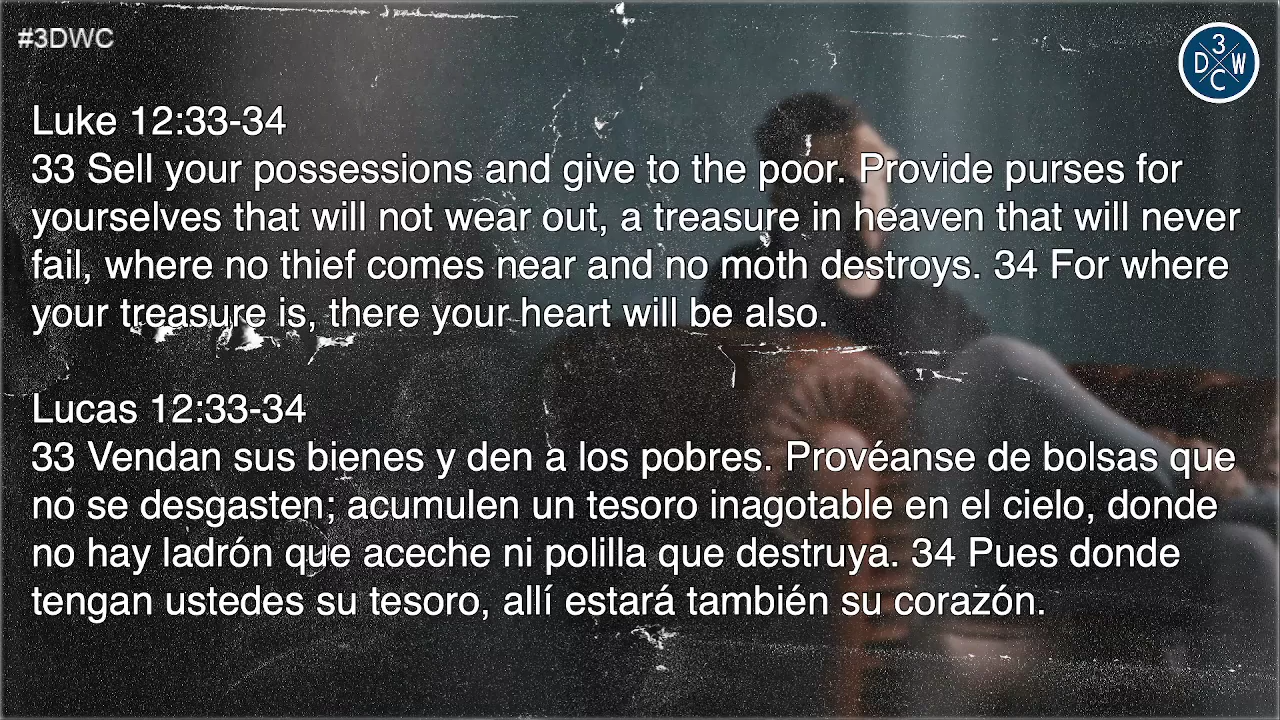 #3DWC
3
D W
C
Luke 12:33-34
33 Sell your possessions and give to the poor. Provide purses for
yourselves that will not wear out, a treasure in heaven that will never
fail, where no thief comes near and no moth destroys. 34 For where
your treasure is, there your heart will be also.
Lucas 12:33-34
33 Vendan sus bienes y den a los pobres. Provéanse de bolsas que
no se desgasten; acumulen un tesoro inagotable en el cielo, donde
no hay ladrón que aceche ni polilla que destruya. 34 Pues donde
tengan ustedes su tesoro, allí estará también su corazón.